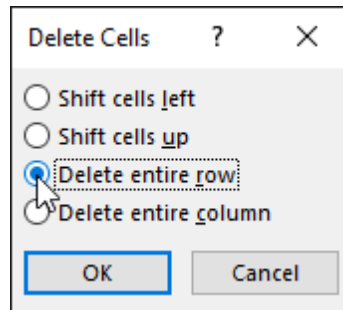 Delete Cells ?
Shift cells left
Shift cells up
Delete entire row
Delete entire column
OK Cancel